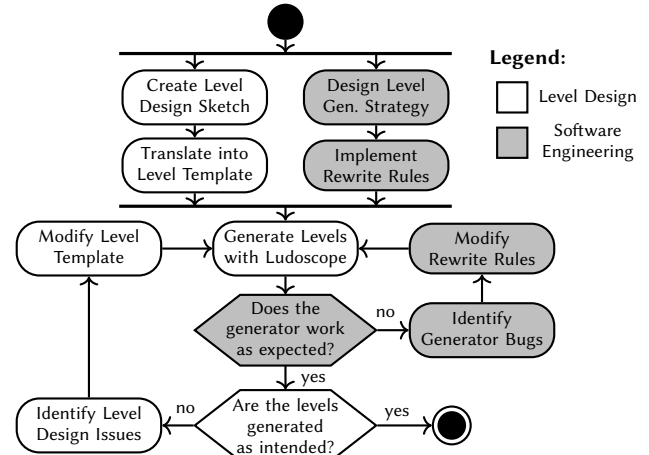 Legend:
Create Level
Design Sketch
Design Level
Gen. Strategy
Level Design
Translate into
Level Template
Implement
Rewrite Rules
Software
Engineering
Modify Level
Template
Generate Levels
with Ludoscope
Modify
Rewrite Rules
Does the
generator work
as expected?
no
Identify
Generator Bugs
yes
Identify Level
Design Issues
no
Are the levels
generated
as intended?
yes